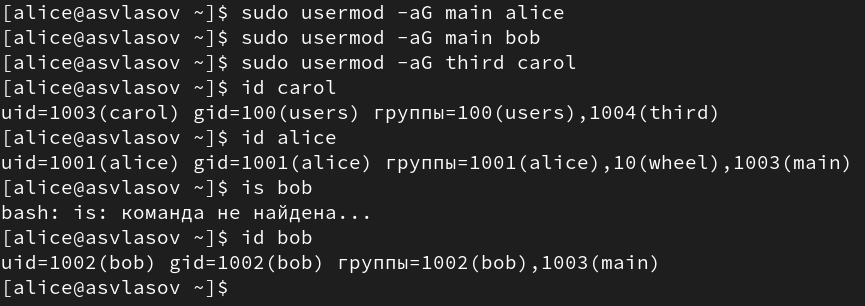 [alice@asvlasov ~]$ sudo usermod -aG main alice
[alice@asvlasov ~]$ sudo usermod -aG main bob
[alice@asvlasov ~]$ sudo usermod -aG third carol
[alice@asvlasov ~]$ id carol
uid=1003(carol) gid=100(users) группы=100(users),1004(third)
[alice@asvlasov ~]$ id alice
uid=1001(alice) gid=1001(alice) группы=1001(alice),10(wheel),1003(main)
[alice@asvlasov ~]$ is bob
bash: is: команда не найдена...
[alice@asvlasov ~]$ id bob
uid=1002(bob) gid=1002(bob) группы=1002(bob),1003(main)
[alice@asvlasov ~]$